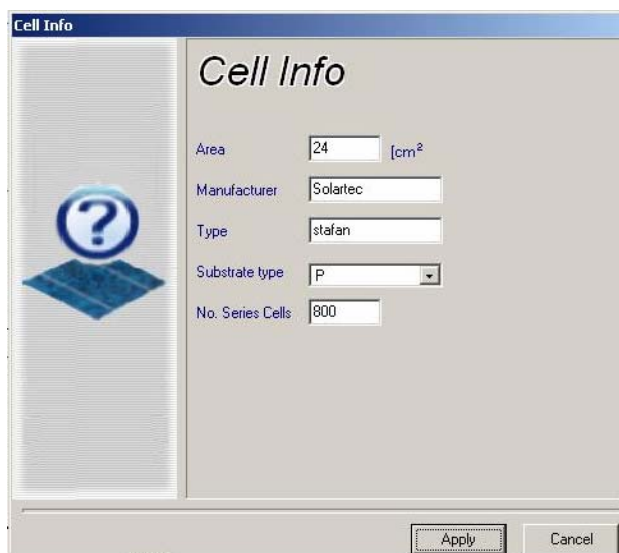 Cell Info
Cell Info
Area 24 [cm²
Manufacturer Solartec
Type stafan
Substrate type P
No. Series Cells 800
Apply Cancel